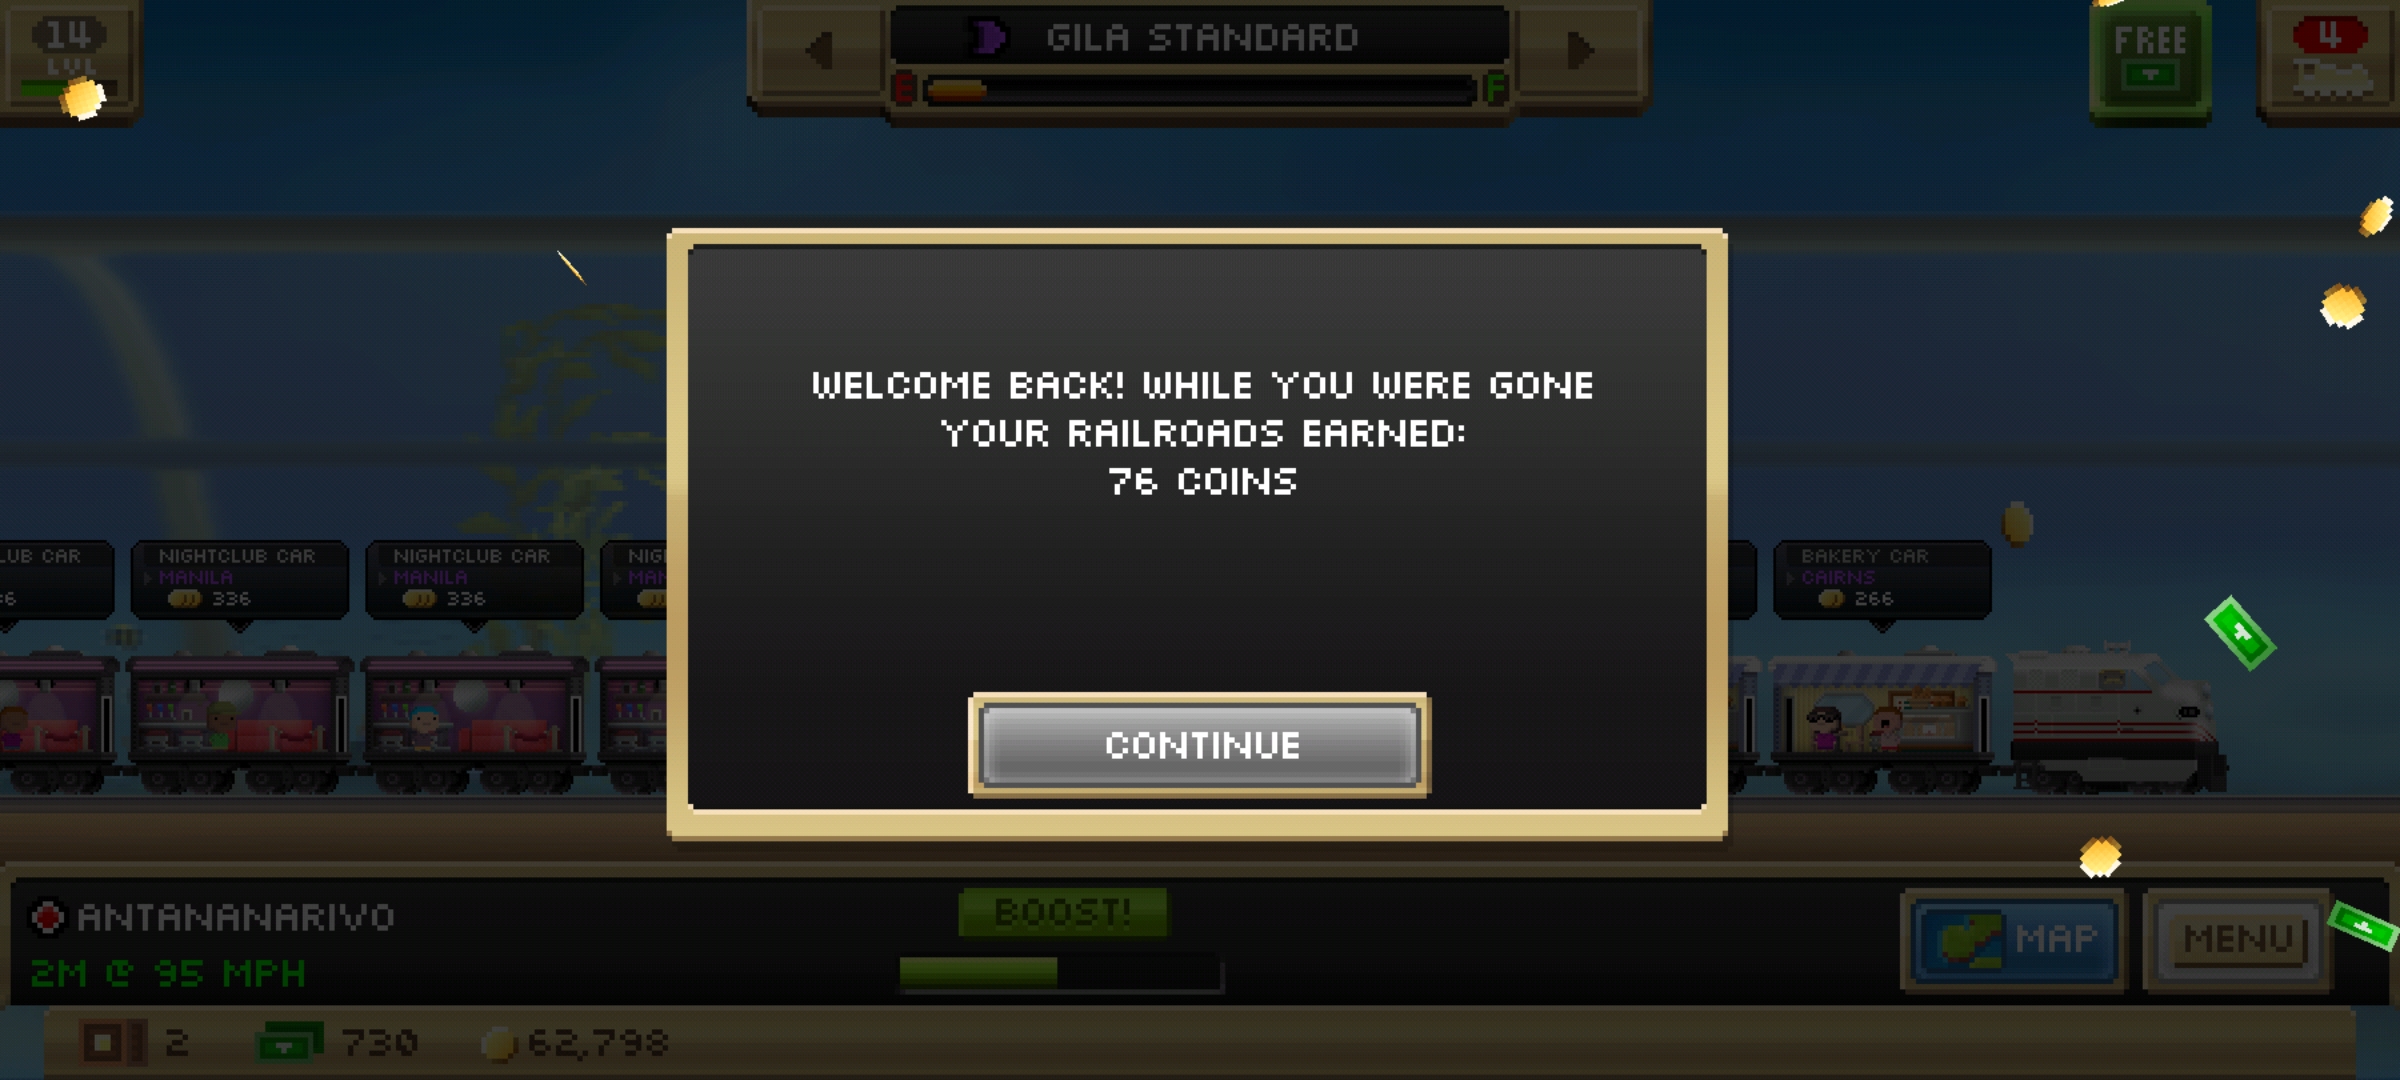 14
LVL
GILA STANDARD
E F
FREE
4
WELCOME BACK! WHILE YOU WERE GONE
YOUR RAILROADS EARNED:
76 COINS
CONTINUE
LUB CAR
NIGHTCLUB CAR
MANILA
336
NIGHTCLUB CAR
MANILA
336
BAKERY CAR
CAIRNS
266
ANTANANARIVO
2M @ 95 MPH
BOOST!
MAP
MENU
2 730 62,798